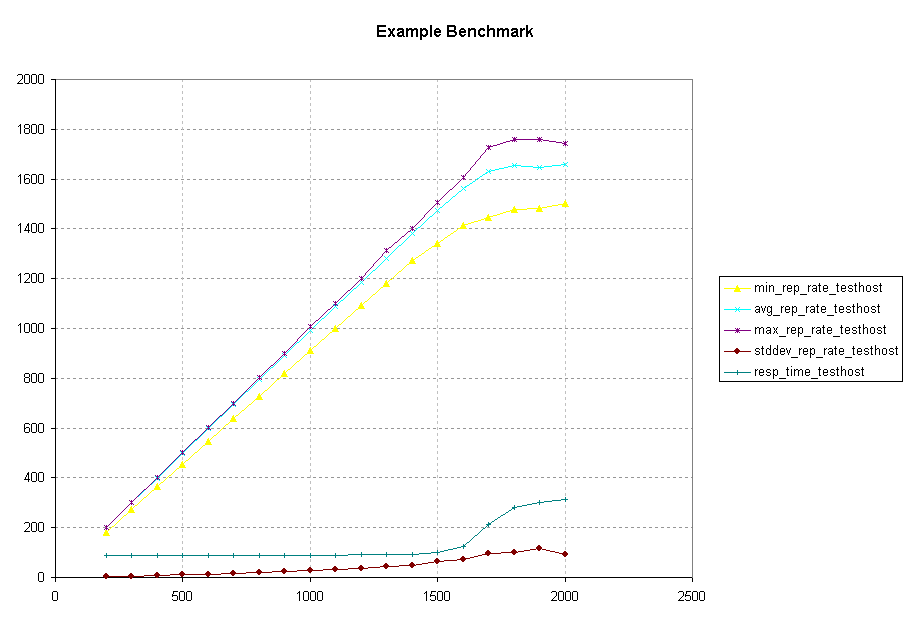 Example Benchmark
2000
1800
1600
1400
1200
1000
800
600
400
200
0
0 500 1000 1500 2000 2500
min_rep_rate_testhost
avg_rep_rate_testhost
max_rep_rate_testhost
stddev_rep_rate_testhost
resp_time_testhost